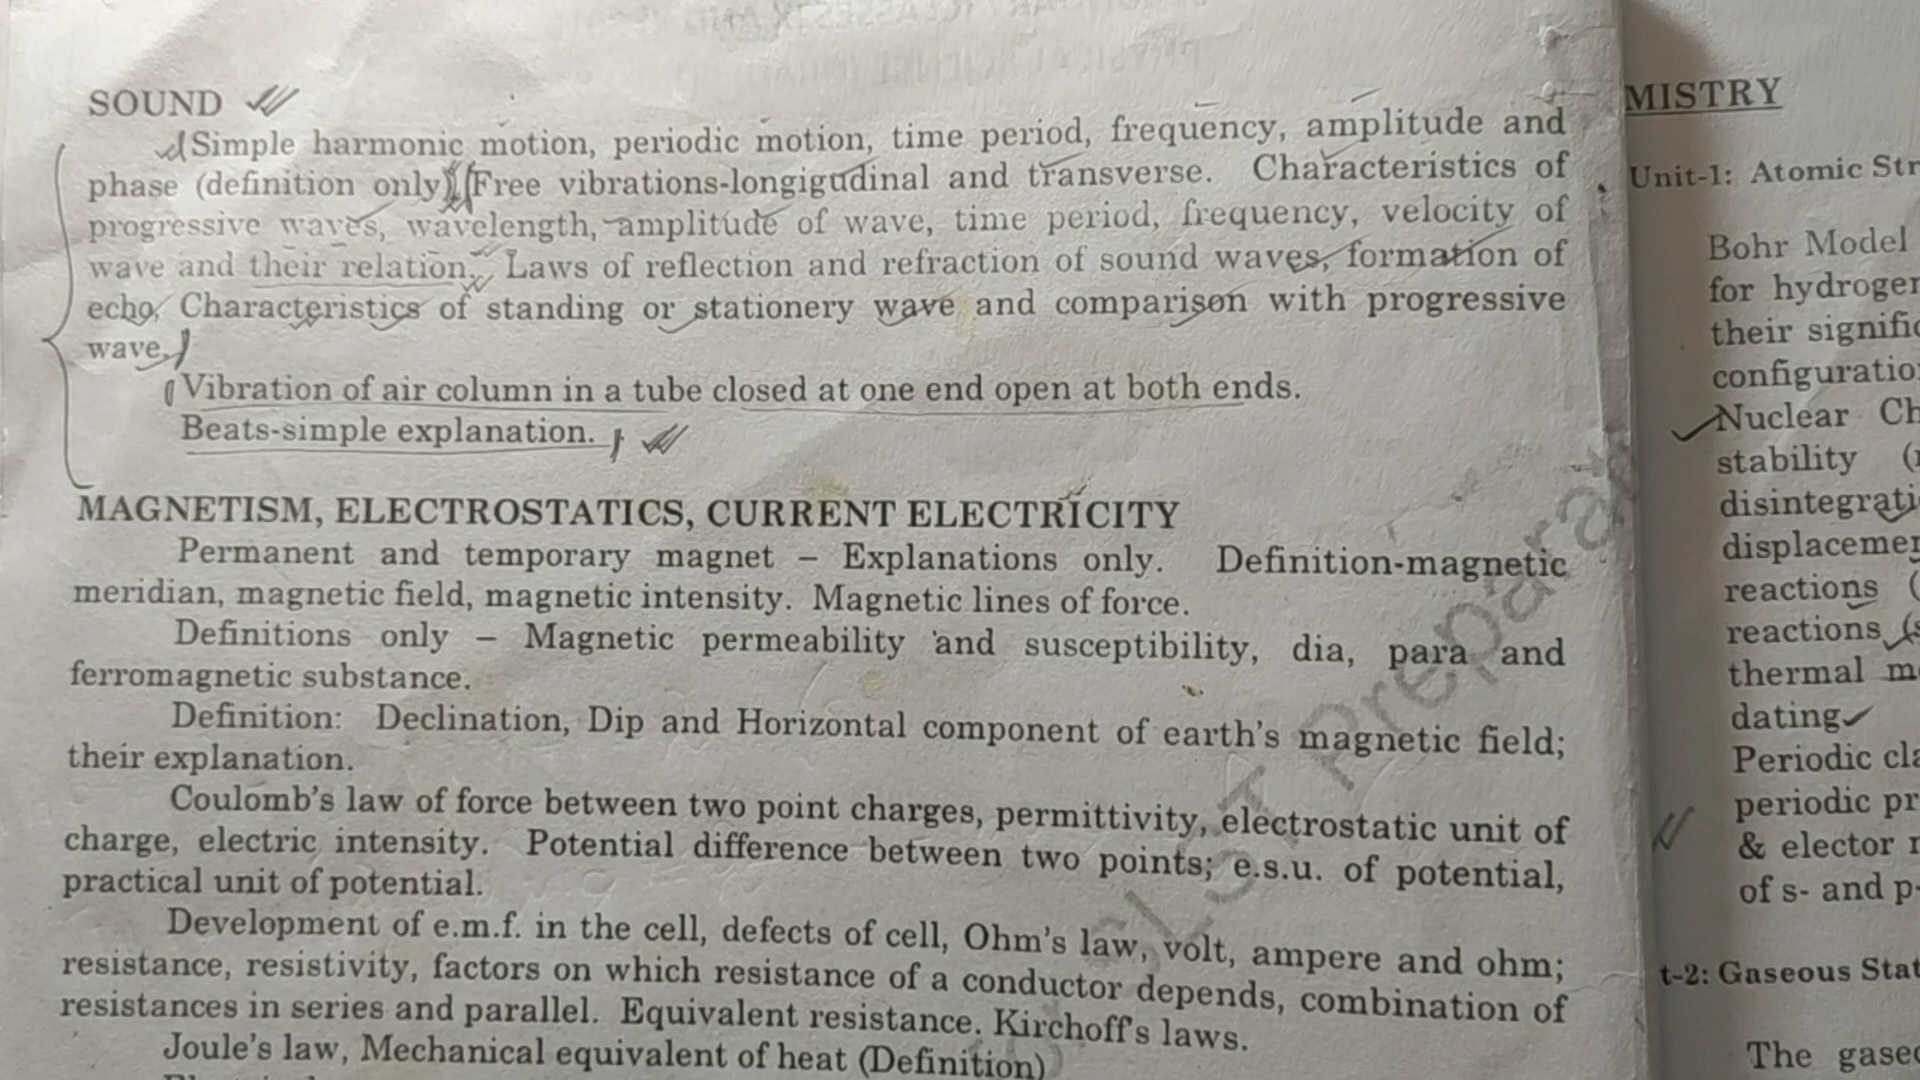 SOUND
Simple harmonic motion, periodic motion, time period, frequency, amplitude and
phase (definition only) Free vibrations-longigudinal and transverse. Characteristics of
progressive waves, wavelength, amplitude of wave, time period, frequency, velocity of
wave and their relation. Laws of reflection and refraction of sound waves, formation of
echo, Characteristics of standing or stationery wave and comparison with progressive
wave.
Vibration of air column in a tube closed at one end open at both ends.
Beats-simple explanation.
MAGNETISM, ELECTROSTATICS, CURRENT ELECTRICITY
Permanent and temporary magnet – Explanations only. Definition-magnetic
meridian, magnetic field, magnetic intensity. Magnetic lines of force.
Definitions only – Magnetic permeability and susceptibility, dia, para and
ferromagnetic substance.
Definition: Declination, Dip and Horizontal component of earth's magnetic field;
their explanation.
Coulomb's law of force between two point charges, permittivity, electrostatic unit of
charge, electric intensity. Potential difference between two points; e.s.u. of potential,
practical unit of potential.
Development of e.m.f. in the cell, defects of cell, Ohm's law, volt, ampere and ohm;
resistance, resistivity, factors on which resistance of a conductor depends, combination of
resistances in series and parallel. Equivalent resistance. Kirchoff's laws.
Joule's law, Mechanical equivalent of heat (Definition)
MISTRY
Unit-1: Atomic Str
Bohr Model
for hydroger
their signific
configuration
Nuclear Ch
stability
disintegrati
displacemen
reactions (
reactions (s
thermal
dating
Periodic cla
periodic pr
& elector
of s- and p-
t-2: Gaseous Stat
The gaseo
SLST Preparat